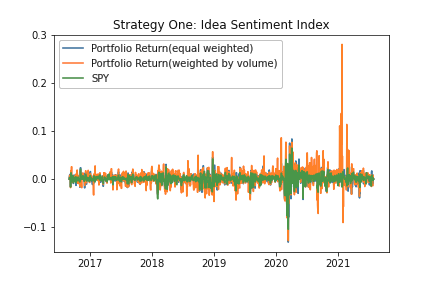 Strategy One: Idea Sentiment Index
Portfolio Return(equal weighted)
Portfolio Return(weighted by volume)
SPY
0.3
0.2
0.1
0.0
−0.1
2017 2018 2019 2020 2021